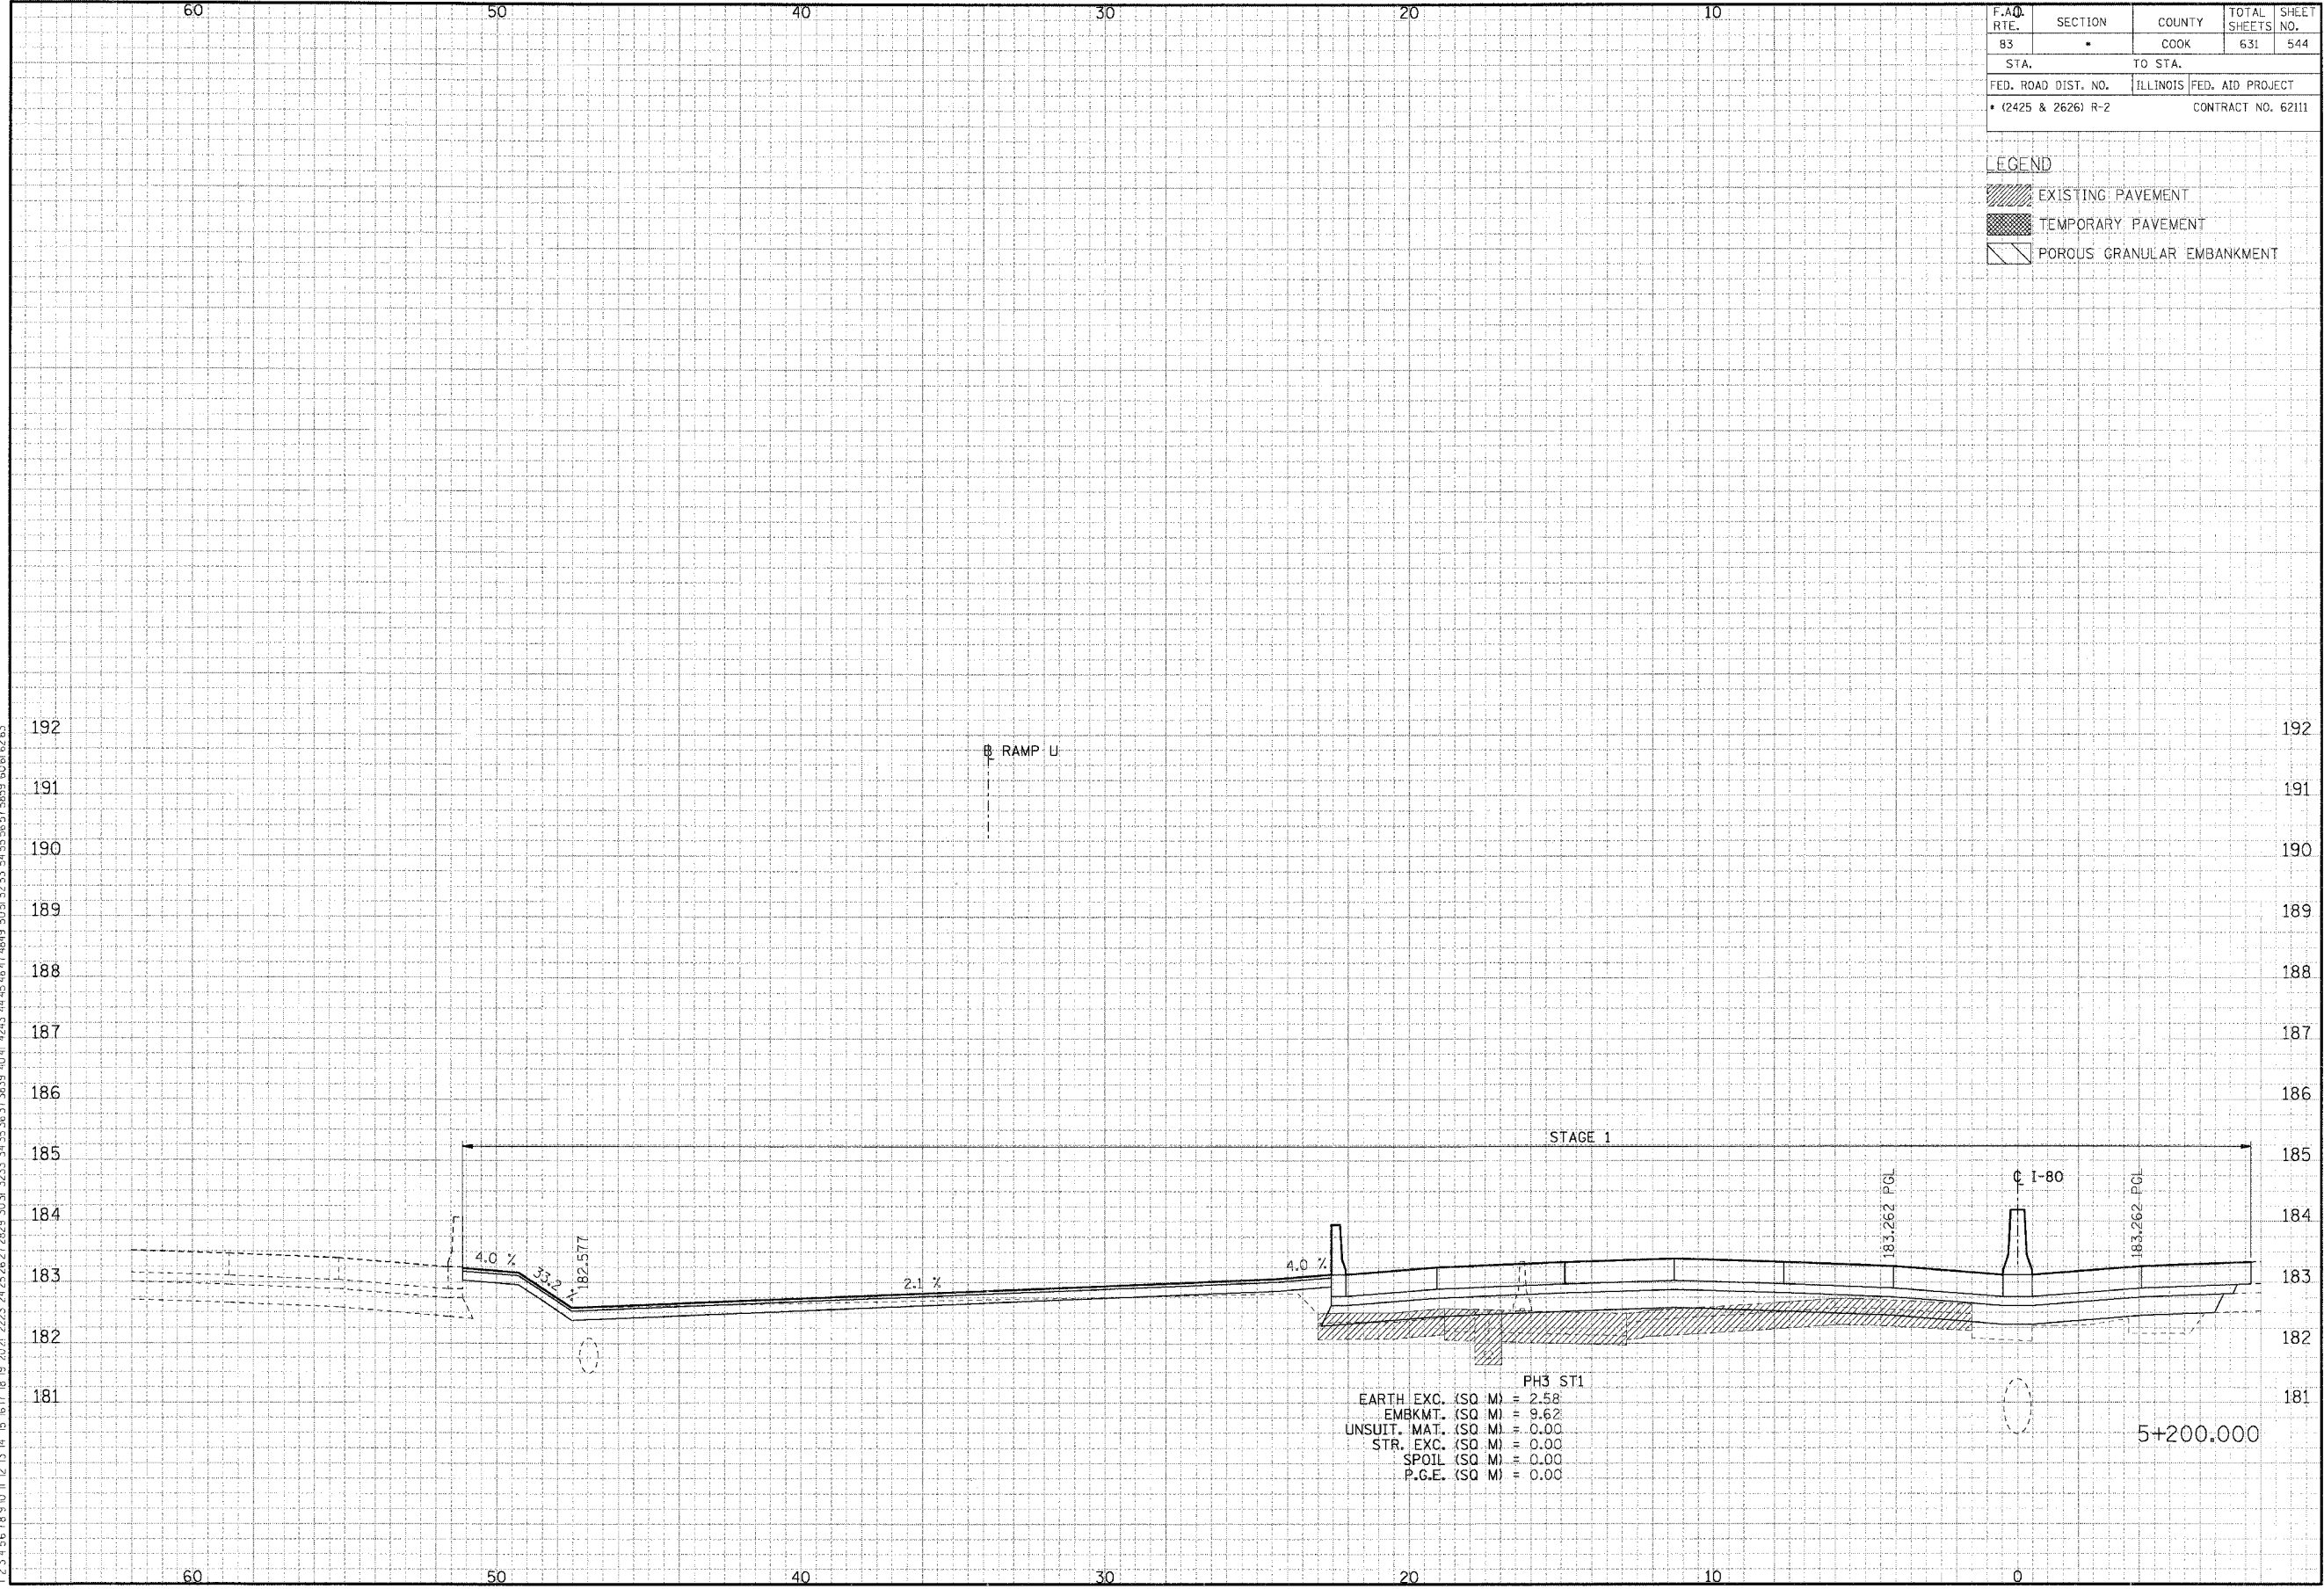 60 50 40 30 20 10 0
F.A.I. RTE. SECTION COUNTY TOTAL SHEETS SHEET NO.
83 * COOK 631 544
STA. TO STA.
FED. ROAD DIST. NO. ILLINOIS FED. AID PROJECT
* (2425 & 2626) R-2 CONTRACT NO. 62111
LEGEND
EXISTING PAVEMENT
TEMPORARY PAVEMENT
POROUS GRANULAR EMBANKMENT
192 192
B RAMP U
191 191
190 190
189 189
188 188
187 187
186 186
STAGE 1
185 185
℄ I-80
183.262 PGL
183.262 PGL
184 184
182.577
4.0 %
33.2 %
4.0 %
183 183
2.1 %
182 182
181 181
PH3 ST1
EARTH EXC. (SQ M) = 2.58
EMBKMT. (SQ M) = 9.62
UNSUIT. MAT. (SQ M) = 0.00
STR. EXC. (SQ M) = 0.00
SPOIL (SQ M) = 0.00
P.G.E. (SQ M) = 0.00
5+200.000
60 50 40 30 20 10 0